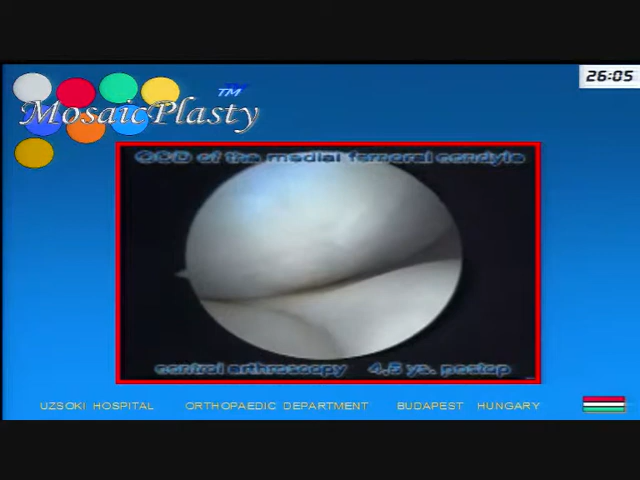 26:05
TM
MosaicPlasty
OCD of the medial femoral condyle
control arthroscopy 4,5 ys. postop
UZSOKI HOSPITAL ORTHOPAEDIC DEPARTMENT BUDAPEST HUNGARY